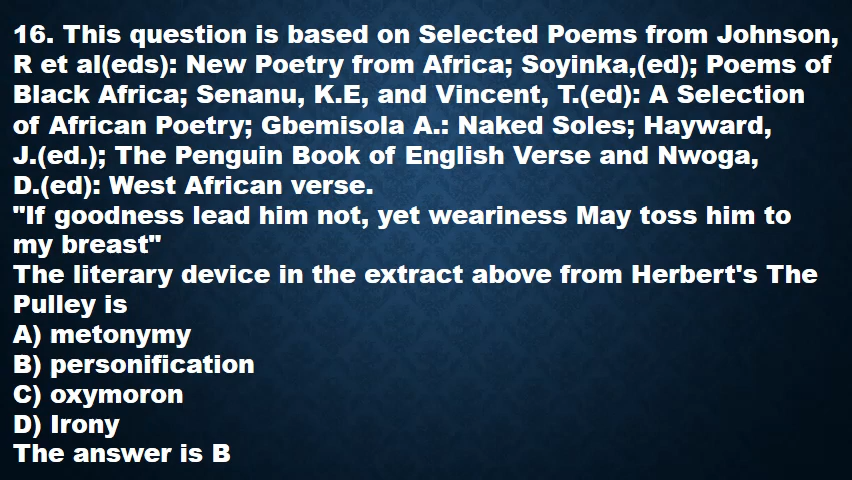 16. This question is based on Selected Poems from Johnson,
R et al(eds): New Poetry from Africa; Soyinka,(ed); Poems of
Black Africa; Senanu, K.E, and Vincent, T.(ed): A Selection
of African Poetry; Gbemisola A.: Naked Soles; Hayward,
J.(ed.); The Penguin Book of English Verse and Nwoga,
D.(ed): West African verse.
"If goodness lead him not, yet weariness May toss him to
my breast"
The literary device in the extract above from Herbert's The
Pulley is
A) metonymy
B) personification
C) oxymoron
D) Irony
The answer is B